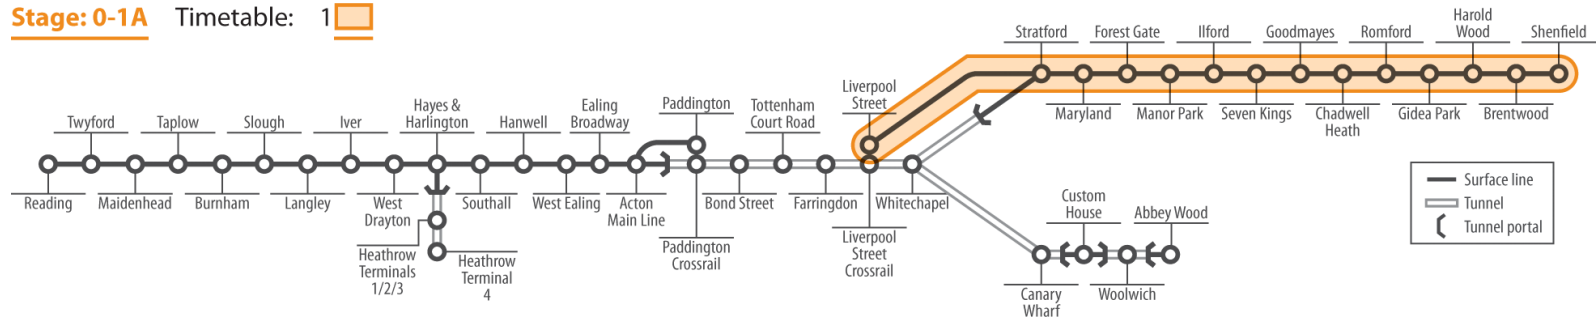 Stage: 0-1A Timetable: 1
Stratford Forest Gate Ilford Goodmayes Romford Harold
Wood Shenfield
Maryland Manor Park Seven Kings Chadwell
Heath Gidea Park Brentwood
Liverpool
Street
Twyford Taplow Slough Iver Hayes &
Harlington Hanwell Ealing
Broadway Paddington Tottenham
Court Road
Reading Maidenhead Burnham Langley West
Drayton Southall West Ealing Acton
Main Line Bond Street Farringdon Whitechapel
Paddington
Crossrail
Liverpool
Street
Crossrail
Heathrow
Terminals
1/2/3
Heathrow
Terminal
4
Custom
House Abbey Wood
Canary
Wharf Woolwich
Surface line
Tunnel
Tunnel portal